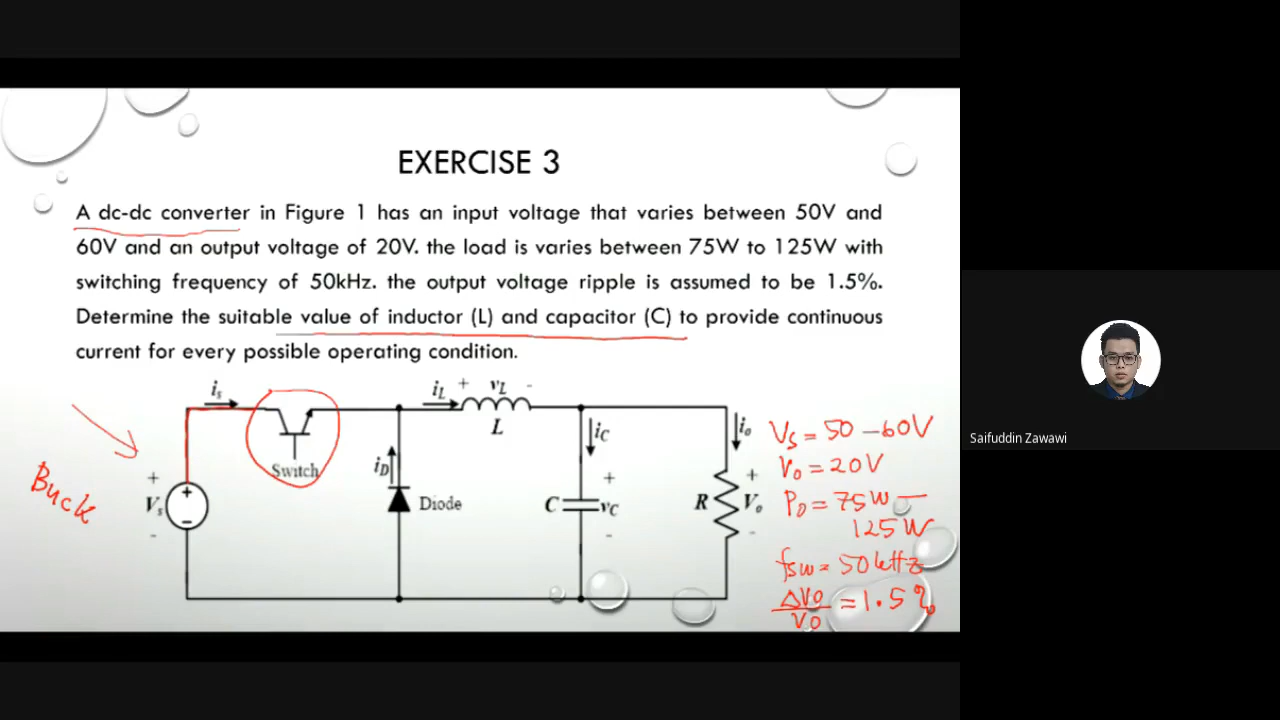 EXERCISE 3
A dc-dc converter in Figure 1 has an input voltage that varies between 50V and
60V and an output voltage of 20V. the load is varies between 75W to 125W with
switching frequency of 50kHz. the output voltage ripple is assumed to be 1.5%.
Determine the suitable value of inductor (L) and capacitor (C) to provide continuous
current for every possible operating condition.
is
iL
+ vL -
L
iC
io
Switch
iD
Diode
+
Vs
-
+
-
C
+
vC
-
R
+
Vo
-
Buck
Vs = 50 – 60V
Vo = 20V
Po = 75W –
125W
fsw = 50kHz
ΔVo
Vo
= 1.5%
Saifuddin Zawawi